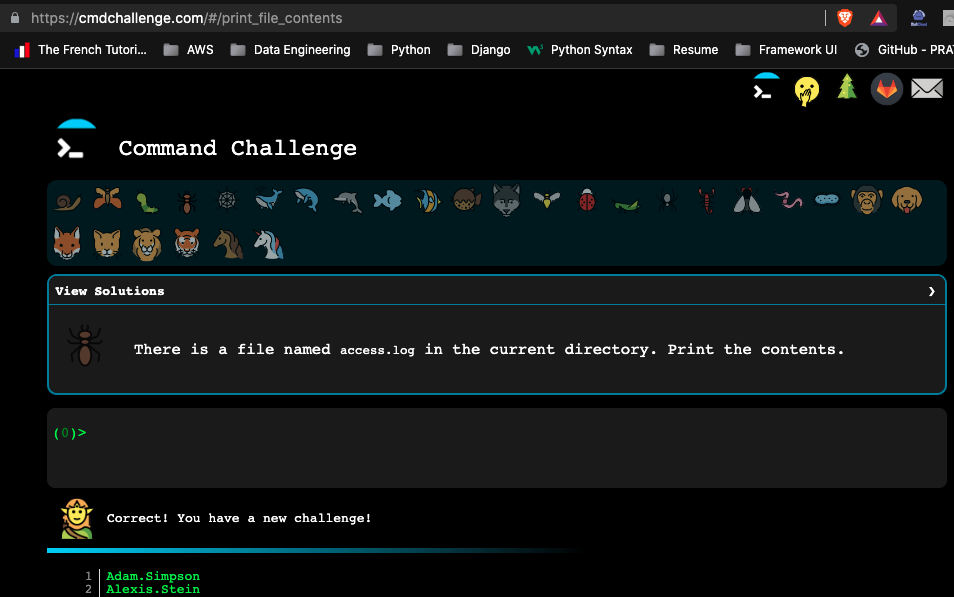 https://cmdchallenge.com/#/print_file_contents
The French Tutori... AWS Data Engineering Python Django Python Syntax Resume Framework UI GitHub - PRA
Command Challenge
View Solutions
There is a file named access.log in the current directory. Print the contents.
(0)>
Correct! You have a new challenge!
1 Adam.Simpson
2 Alexis.Stein